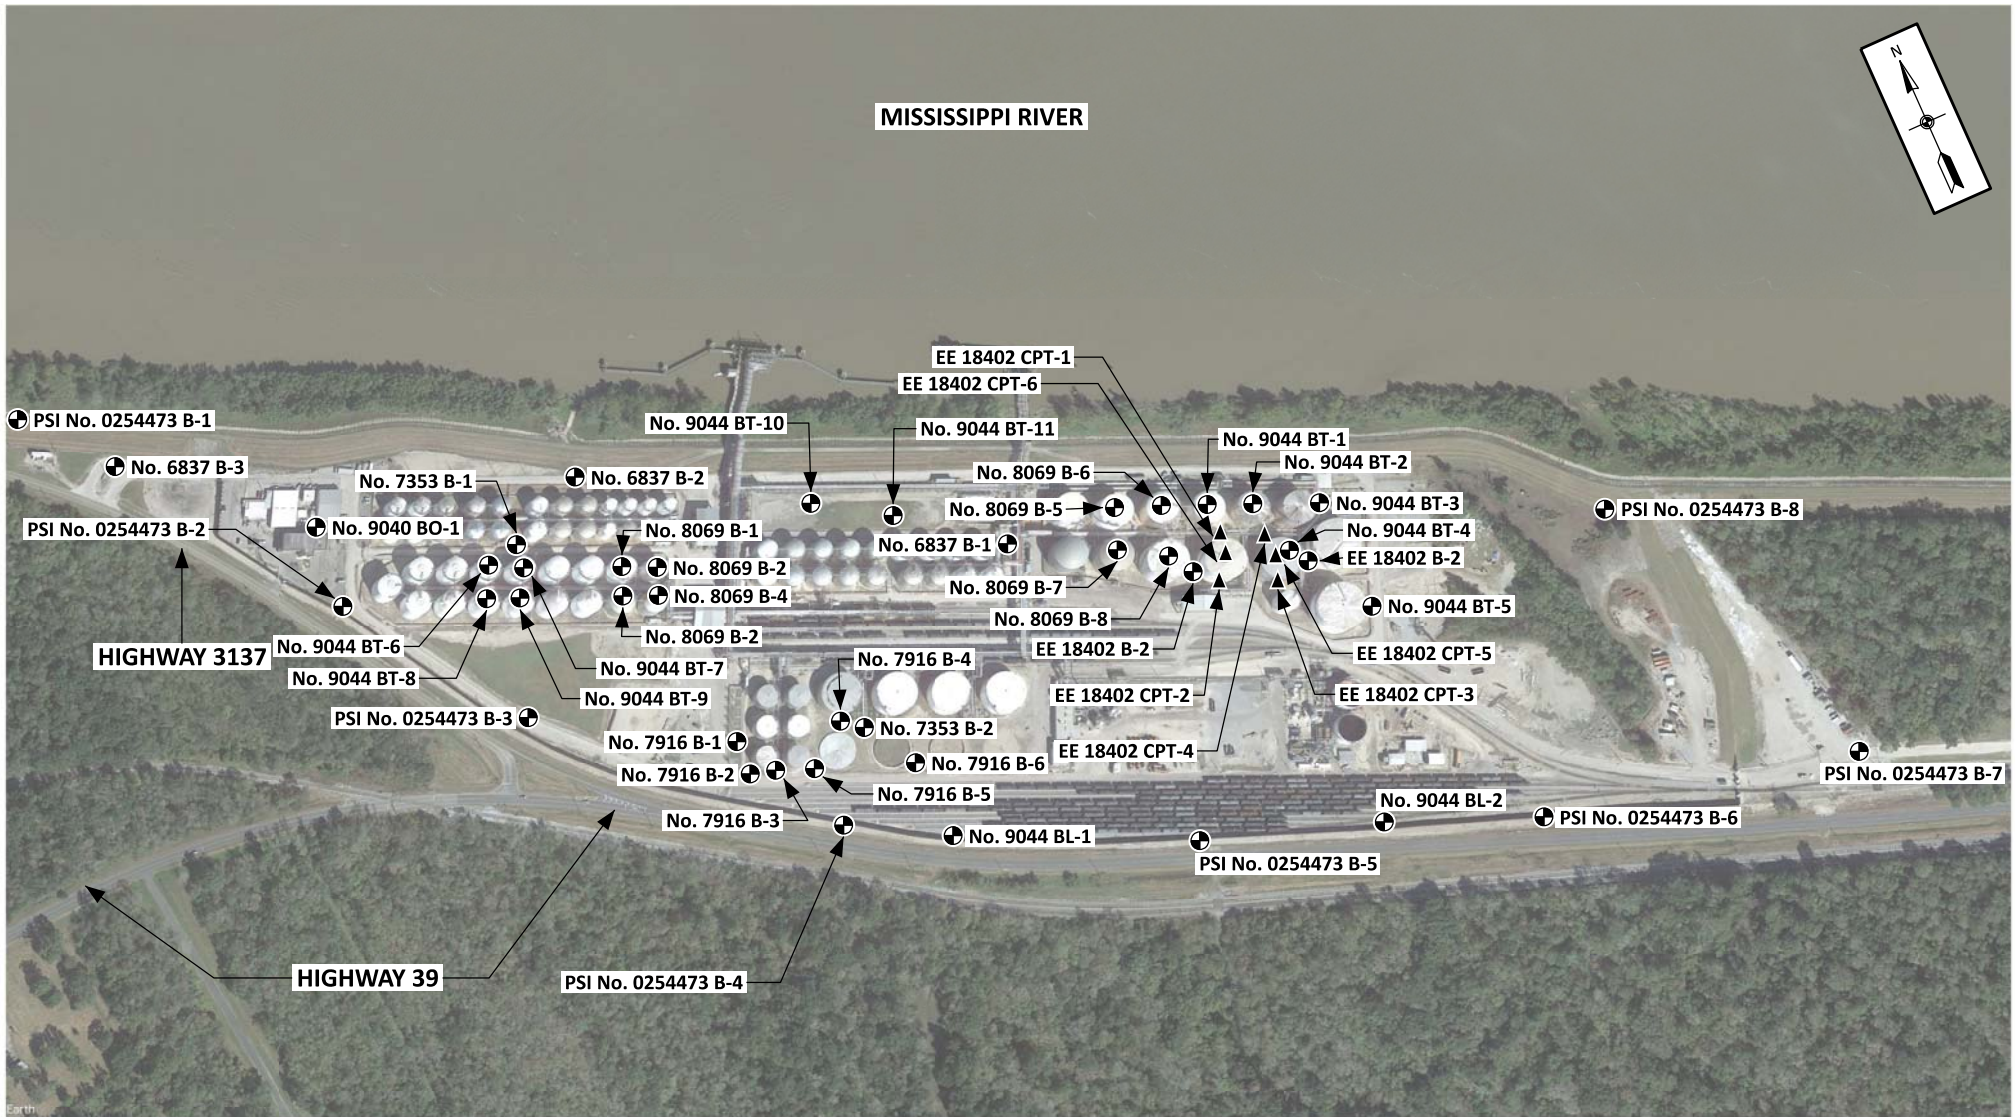 N
MISSISSIPPI RIVER
EE 18402 CPT-1
EE 18402 CPT-6
PSI No. 0254473 B-1
No. 9044 BT-10
No. 9044 BT-11
No. 9044 BT-1
No. 9044 BT-2
No. 6837 B-3
No. 7353 B-1
No. 6837 B-2
No. 8069 B-6
No. 8069 B-5
No. 9044 BT-3
PSI No. 0254473 B-8
PSI No. 0254473 B-2
No. 9040 BO-1
No. 8069 B-1
No. 6837 B-1
No. 9044 BT-4
EE 18402 B-2
No. 8069 B-2
No. 8069 B-7
No. 8069 B-4
No. 9044 BT-5
No. 8069 B-8
No. 8069 B-2
No. 9044 BT-6
EE 18402 B-2
HIGHWAY 3137
No. 9044 BT-7
No. 7916 B-4
EE 18402 CPT-5
No. 9044 BT-8
No. 9044 BT-9
EE 18402 CPT-2
EE 18402 CPT-3
PSI No. 0254473 B-3
No. 7353 B-2
No. 7916 B-1
EE 18402 CPT-4
No. 7916 B-6
No. 7916 B-2
PSI No. 0254473 B-7
No. 7916 B-5
No. 9044 BL-2
No. 7916 B-3
PSI No. 0254473 B-6
No. 9044 BL-1
PSI No. 0254473 B-5
HIGHWAY 39
PSI No. 0254473 B-4
Earth